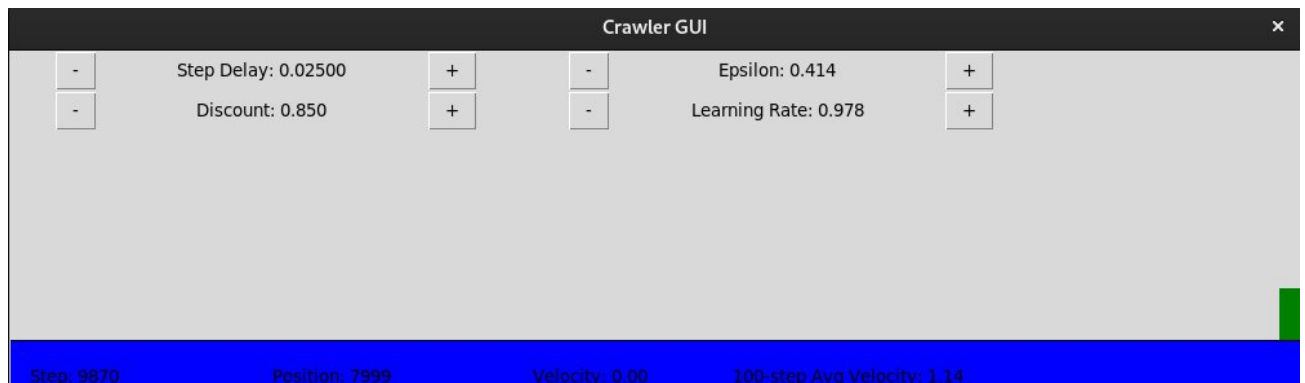 Crawler GUI ×
- Step Delay: 0.02500 + - Epsilon: 0.414 +
- Discount: 0.850 + - Learning Rate: 0.978 +
Step: 9870 Position: 7999 Velocity: 0.00 100-step Avg Velocity: 1.14